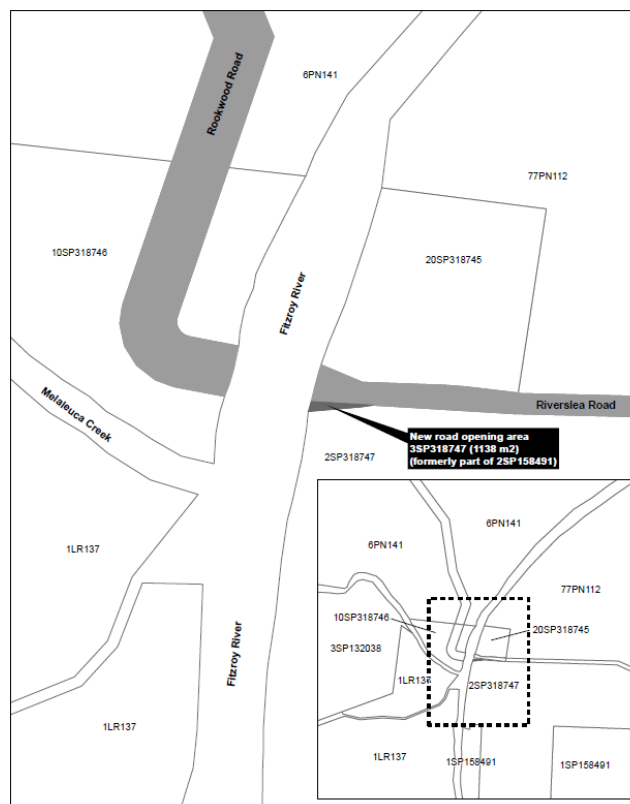 6PN141
Rookwood Road
77PN112
10SP318746
20SP318745
Fitzroy River
Melaleuca Creek
Riverslea Road
New road opening area
3SP318747 (1138 m2)
(formerly part of 2SP158491)
2SP318747
1LR137
Fitzroy River
1LR137
6PN141
6PN141
77PN112
10SP318746
20SP318745
3SP132038
1LR137
2SP318747
1LR137
1SP158491
1SP158491